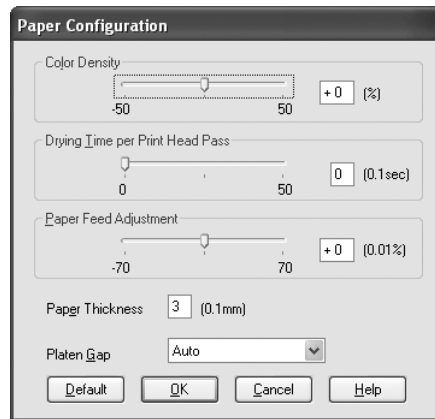 Paper Configuration
Color Density
+0 (%)
-50 50
Drying Time per Print Head Pass
0 (0.1sec)
0 50
Paper Feed Adjustment
+0 (0.01%)
-70 70
Paper Thickness 3 (0.1mm)
Platen Gap Auto
Default OK Cancel Help